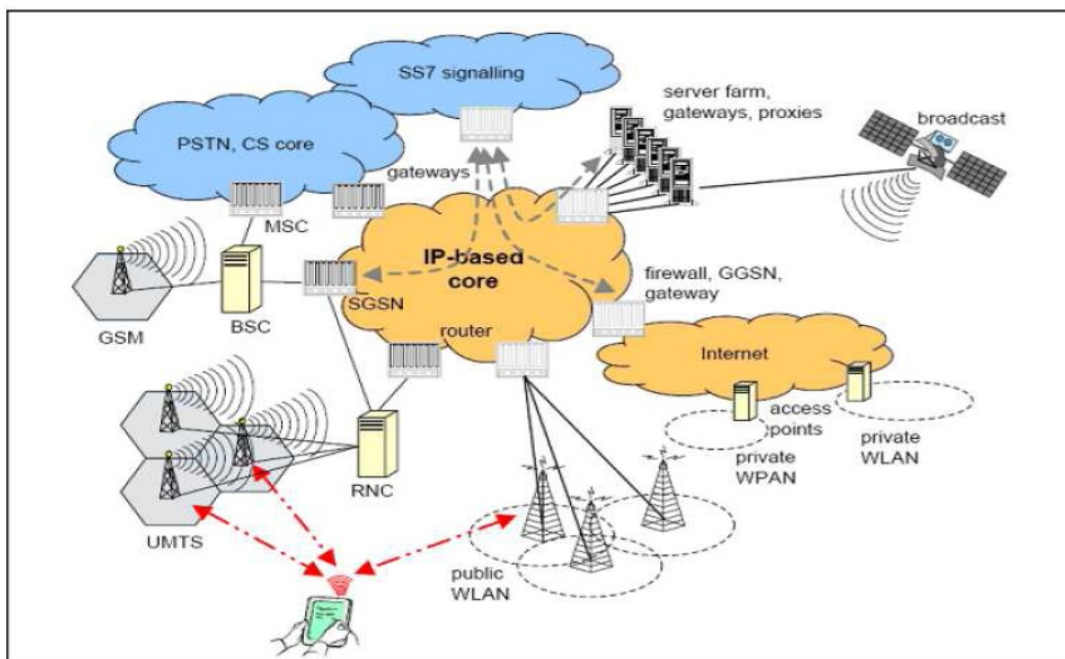 SS7 signalling
server farm,
gateways, proxies
broadcast
PSTN, CS core
gateways
MSC
IP-based
core
firewall, GGSN,
gateway
SGSN
BSC
GSM
router
Internet
access
points
private
WLAN
private
WPAN
RNC
UMTS
public
WLAN